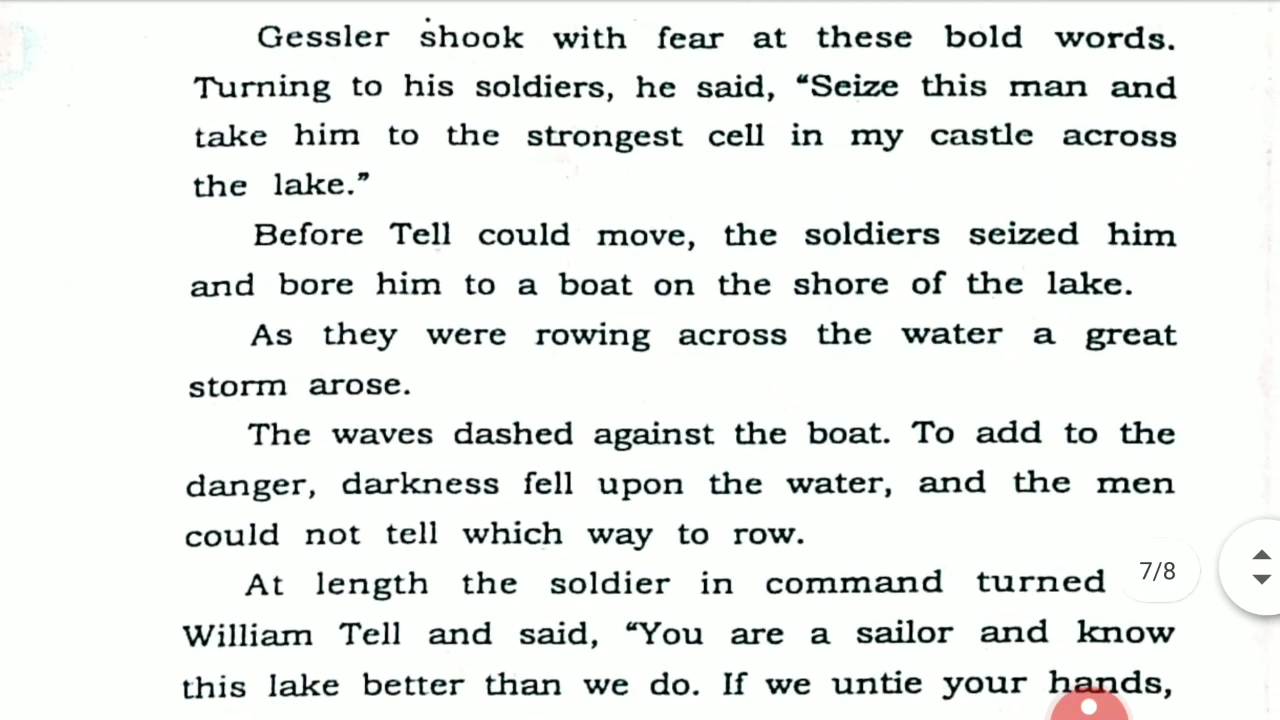 Gessler shook with fear at these bold words.
Turning to his soldiers, he said, “Seize this man and
take him to the strongest cell in my castle across
the lake.”
Before Tell could move, the soldiers seized him
and bore him to a boat on the shore of the lake.
As they were rowing across the water a great
storm arose.
The waves dashed against the boat. To add to the
danger, darkness fell upon the water, and the men
could not tell which way to row.
At length the soldier in command turned
7/8
William Tell and said, “You are a sailor and know
this lake better than we do. If we untie your hands,